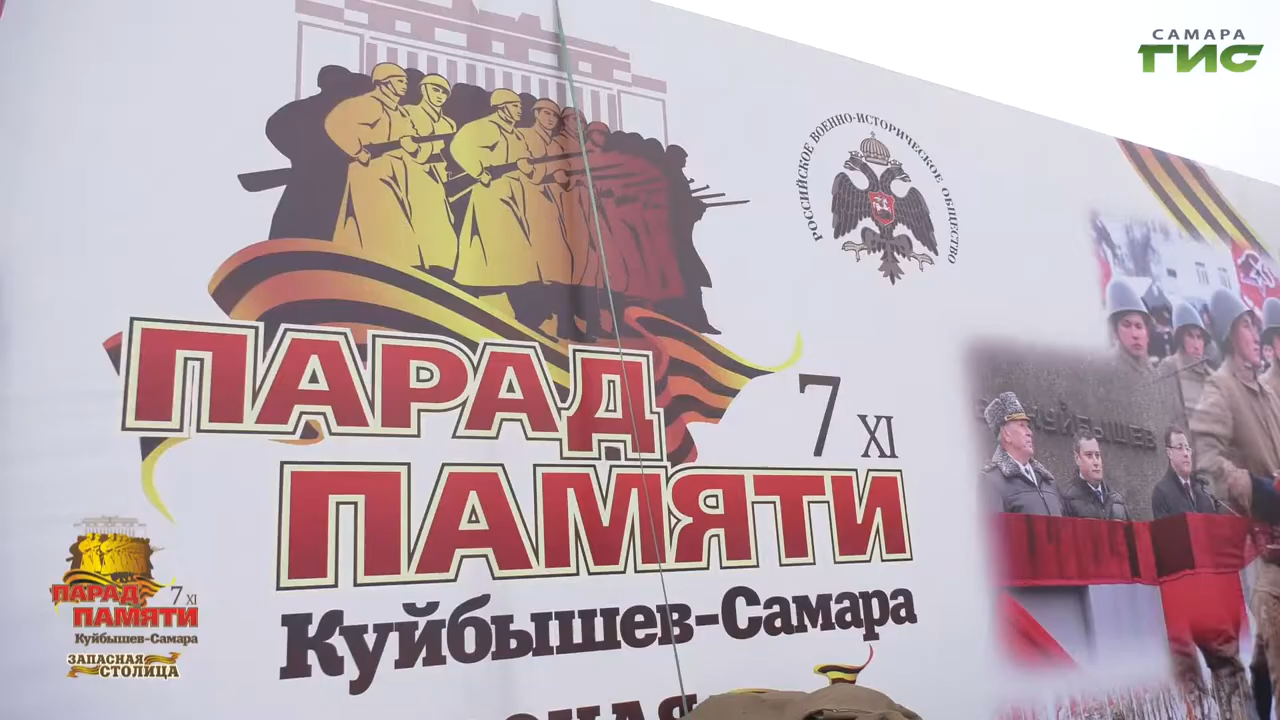 САМАРА
ГИС
РОССИЙСКОЕ ВОЕННО-ИСТОРИЧЕСКОЕ ОБЩЕСТВО
ПАРАД
7 XI
ПАМЯТИ
Куйбышев-Самара
КУЙБЫШЕВ
ПАРАД
7 XI
ПАМЯТИ
Куйбышев-Самара
ЗАПАСНАЯ
СТОЛИЦА